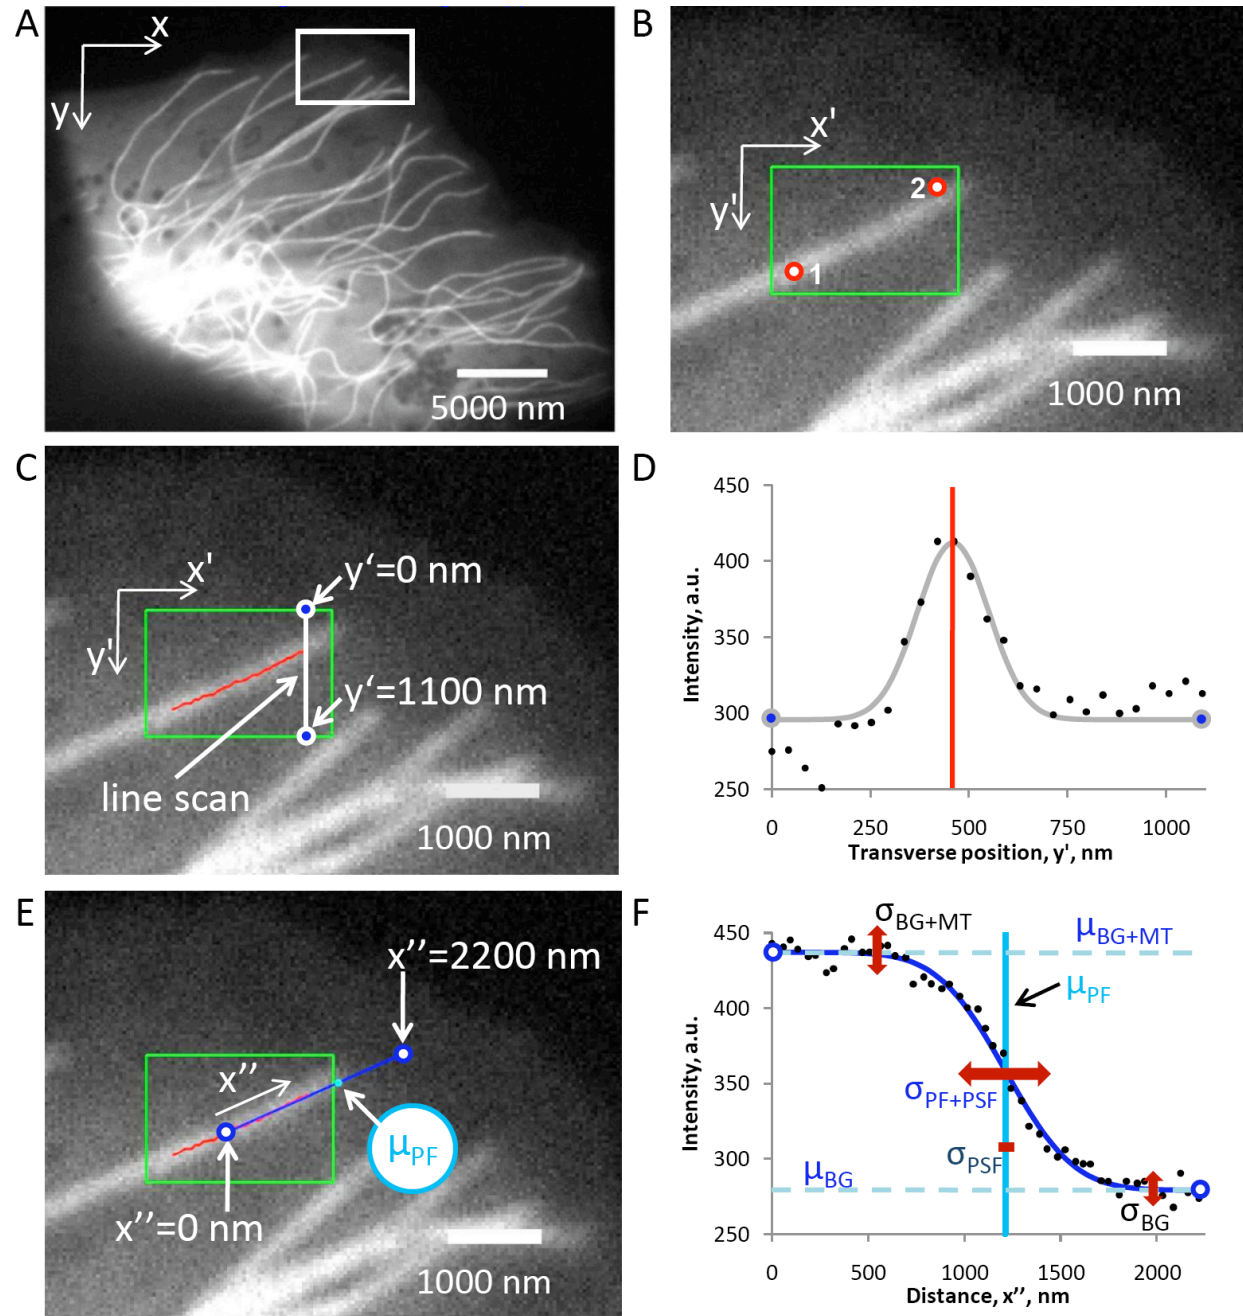 A
x
y
5000 nm
B
x'
y'
2
1
1000 nm
C
x'
y'
y‘=0 nm
y‘=1100 nm
line scan
1000 nm
D
450
400
350
300
250
Intensity, a.u.
0 250 500 750 1000
Transverse position, y', nm
E
x’’=2200 nm
x’’
μPF
x’’=0 nm
1000 nm
F
σBG+MT
μBG+MT
μPF
σPF+PSF
σPSF
μBG
σBG
450
400
350
300
250
Intensity, a.u.
0 500 1000 1500 2000
Distance, x’’, nm